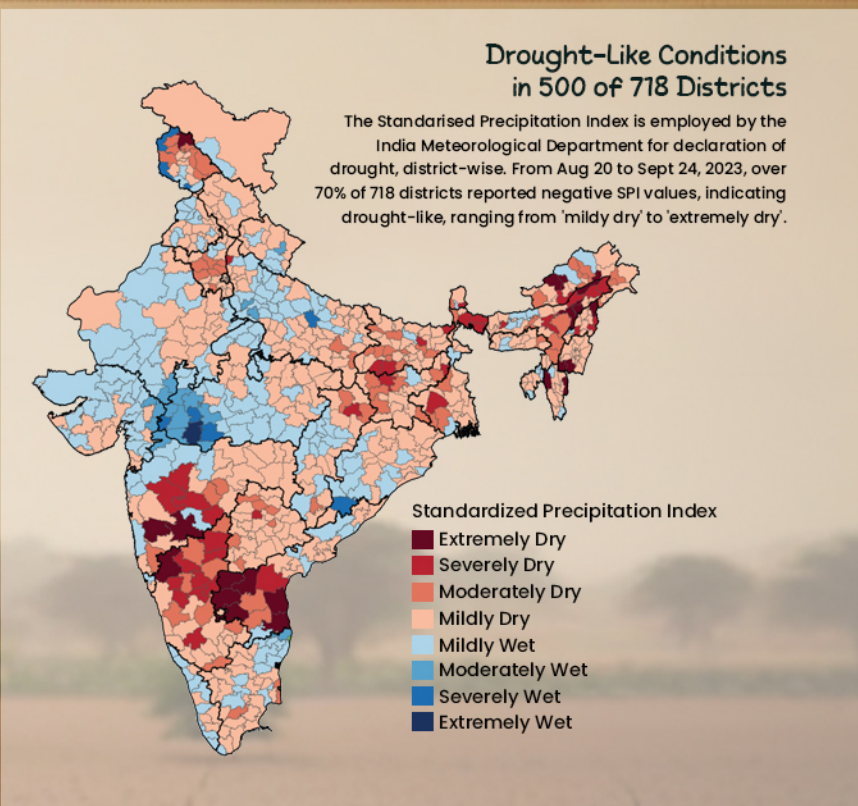 Drought-Like Conditions
in 500 of 718 Districts
The Standarised Precipitation Index is employed by the
India Meteorological Department for declaration of
drought, district-wise. From Aug 20 to Sept 24, 2023, over
70% of 718 districts reported negative SPI values, indicating
drought-like, ranging from 'mildy dry' to 'extremely dry'.
Standardized Precipitation Index
Extremely Dry
Severely Dry
Moderately Dry
Mildly Dry
Mildly Wet
Moderately Wet
Severely Wet
Extremely Wet